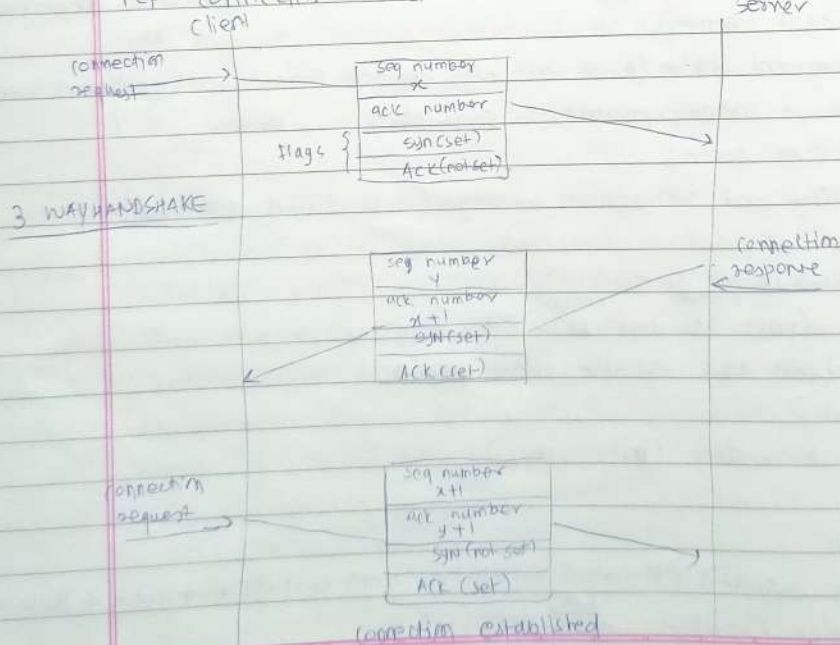 Client
server
connection
request
seq number
x
ack number
flags {
syn (set)
Ack (not set)
3 WAY HANDSHAKE
connection
response
seq number
y
ack number
x+1
SYN (set)
ACK (set)
connection
request
seq number
x+1
ack number
y+1
SYN (not set)
ACK (set)
connection established